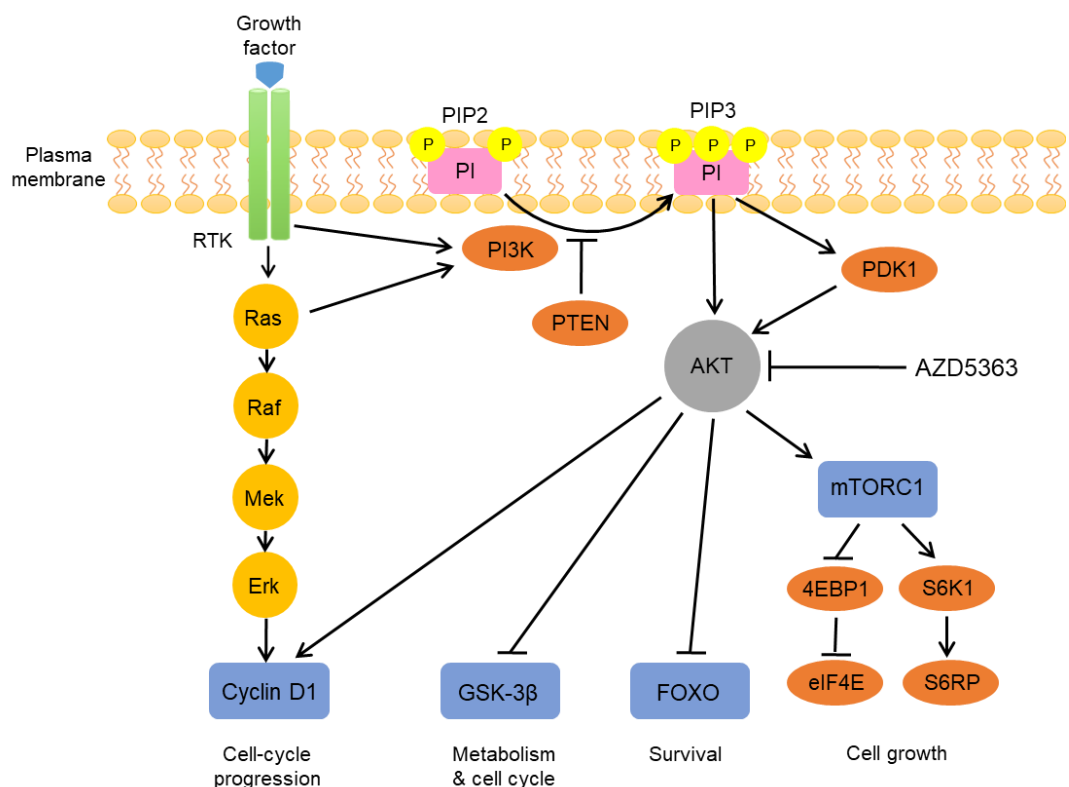 Growth
factor
PIP2
PIP3
P
P
P
P
P
Plasma
membrane
PI
PI
RTK
PI3K
PDK1
Ras
PTEN
AKT
AZD5363
Raf
mTORC1
Mek
Erk
4EBP1
S6K1
Cyclin D1
GSK-3β
FOXO
eIF4E
S6RP
Cell-cycle
progression
Metabolism
& cell cycle
Survival
Cell growth